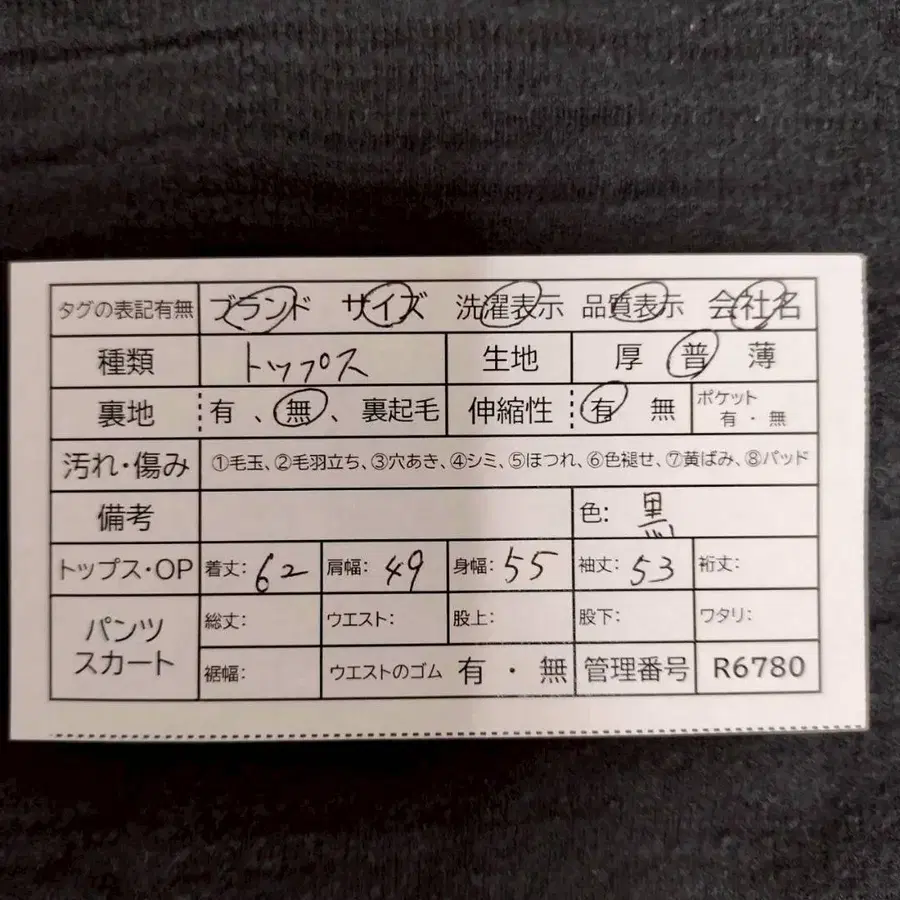 タグの表記有無 ブランド サイズ 洗濯表示 品質表示 会社名
種類 トップス 生地 厚 普 薄
裏地 有 、 無 、 裏起毛 伸縮性 有 無 ポケット 有 ・ 無
汚れ・傷み ①毛玉、②毛羽立ち、③穴あき、④シミ、⑤ほつれ、⑥色褪せ、⑦黄ばみ、⑧パッド
備考 色: 黒
トップス・OP 着丈: 62 肩幅: 49 身幅: 55 袖丈: 53 裄丈:
パンツ スカート 総丈: ウエスト: 股上: 股下: ワタリ:
裾幅: ウエストのゴム 有 ・ 無 管理番号 R6780